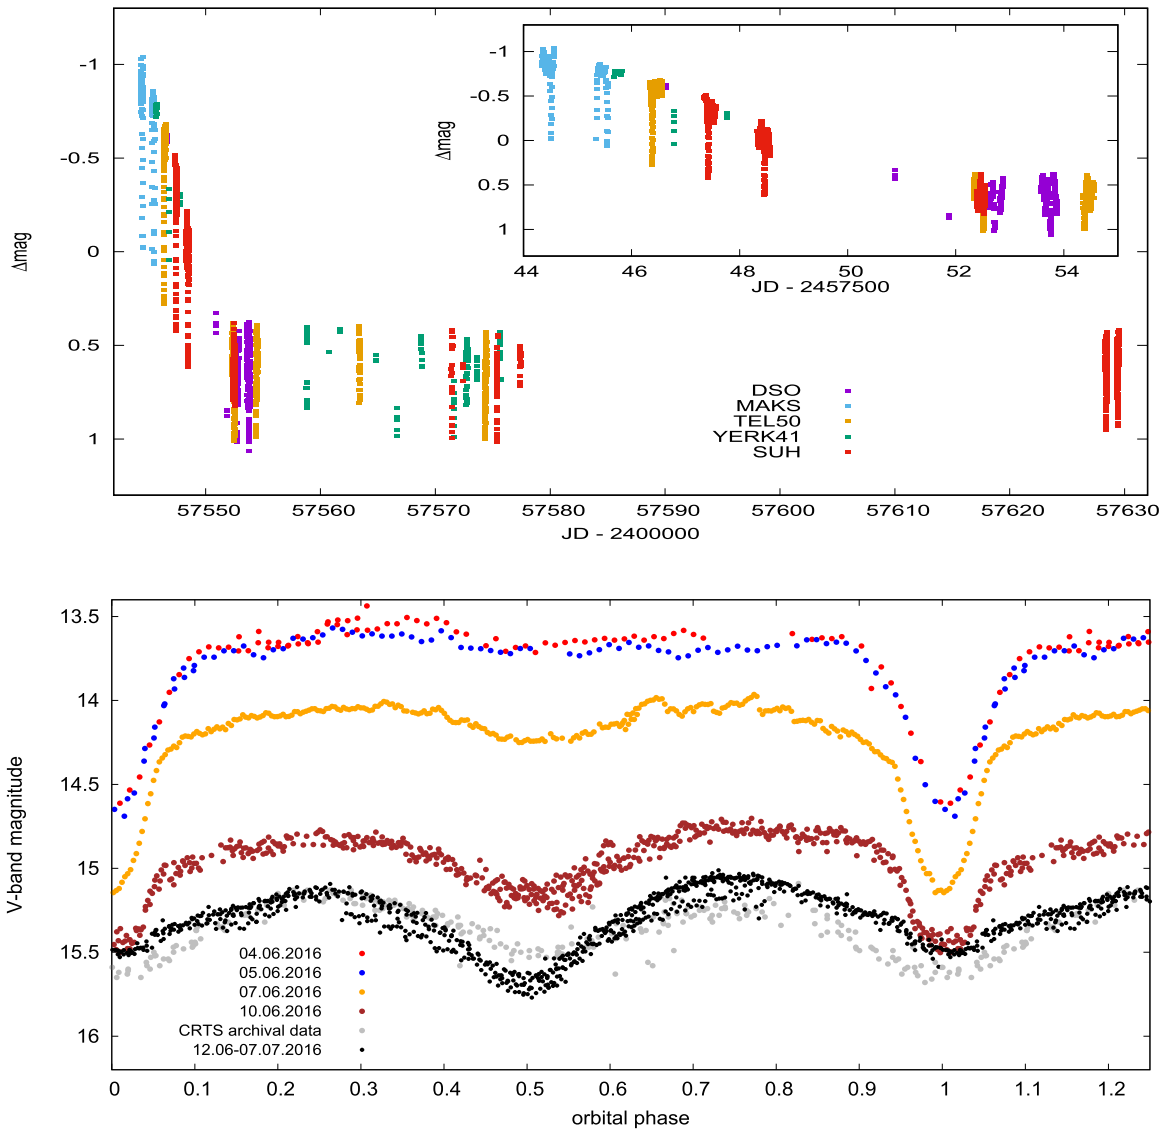 -1
-0.5
0
0.5
1
Δmag
57550 57560 57570 57580 57590 57600 57610 57620 57630
JD - 2400000
-1
-0.5
0
0.5
1
Δmag
44 46 48 50 52 54
JD - 2457500
DSO
MAKS
TEL50
YERK41
SUH
13.5
14
14.5
15
15.5
16
V-band magnitude
04.06.2016
05.06.2016
07.06.2016
10.06.2016
CRTS archival data
12.06-07.07.2016
0 0.1 0.2 0.3 0.4 0.5 0.6 0.7 0.8 0.9 1 1.1 1.2
orbital phase